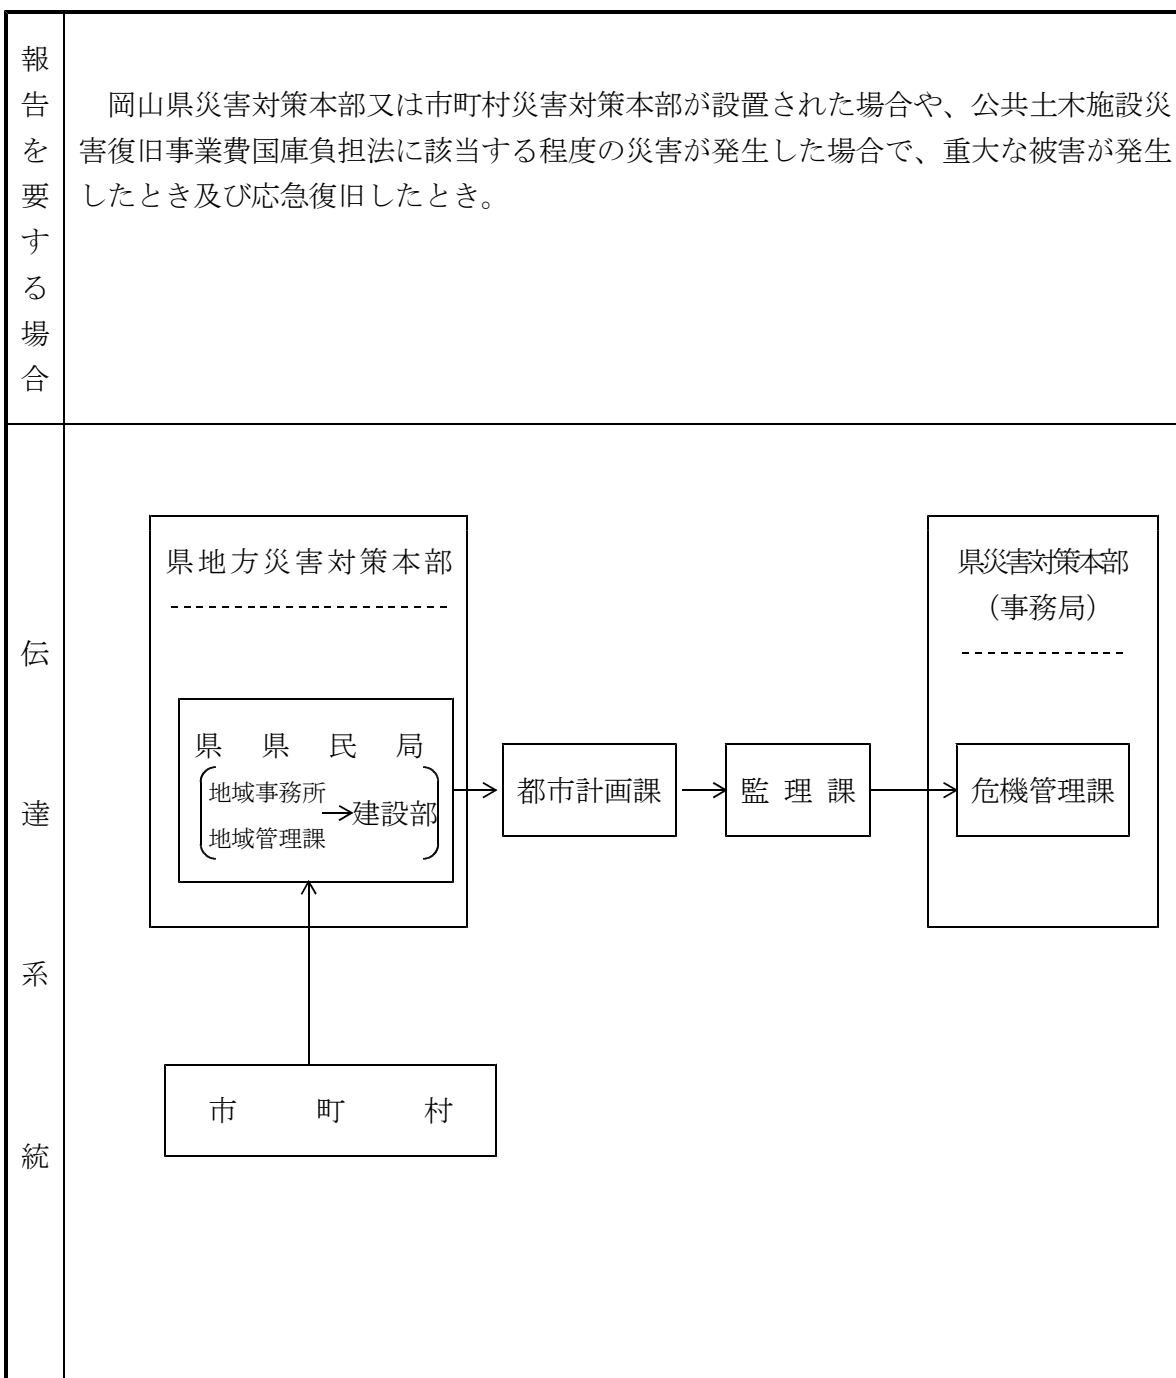 報告を要する場合
岡山県災害対策本部又は市町村災害対策本部が設置された場合や、公共土木施設災
害復旧事業費国庫負担法に該当する程度の災害が発生した場合で、重大な被害が発生
したとき及び応急復旧したとき。
伝達系統
県地方災害対策本部
県県民局
地域事務所
地域管理課
建設部
都市計画課
監理課
県災害対策本部
（事務局）
危機管理課
市町村